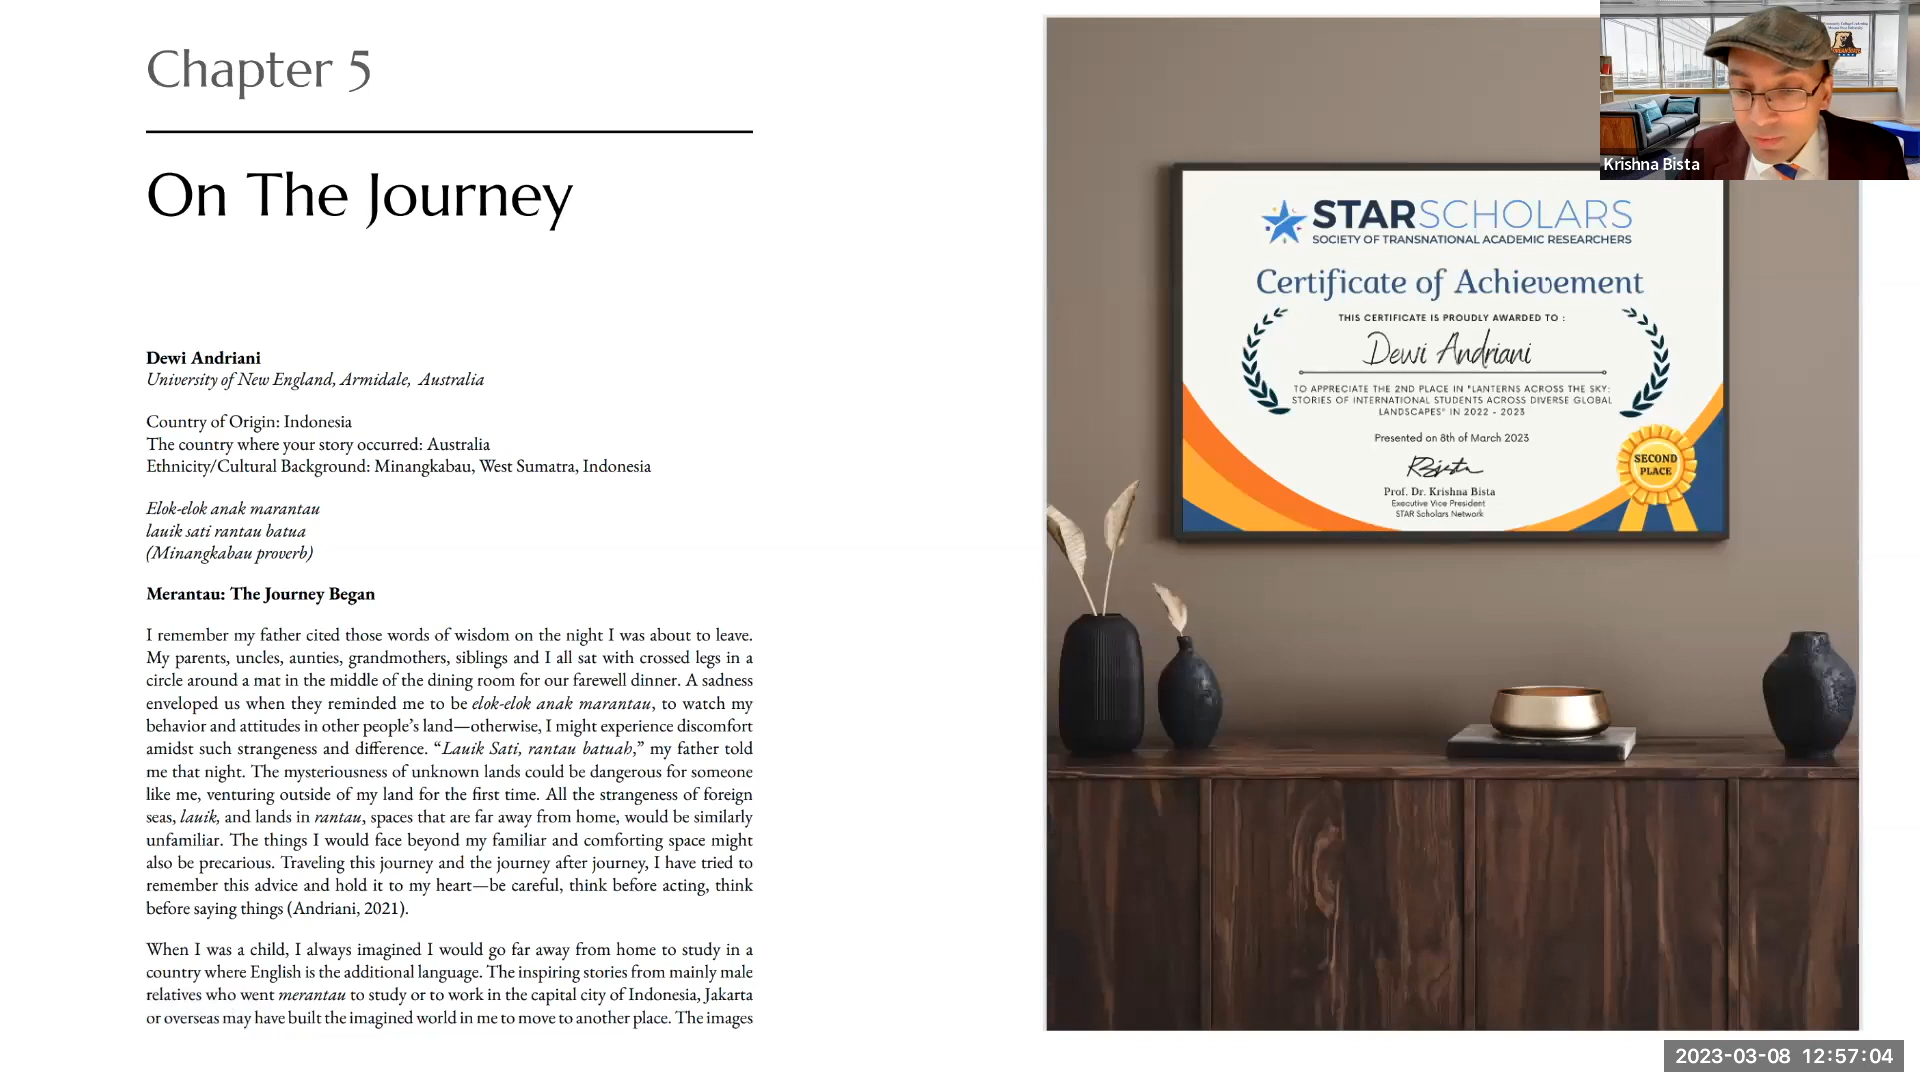 Chapter 5
On The Journey
Dewi Andriani
University of New England, Armidale, Australia
Country of Origin: Indonesia
The country where your story occurred: Australia
Ethnicity/Cultural Background: Minangkabau, West Sumatra, Indonesia
Elok-elok anak marantau
lauik sati rantau batua
(Minangkabau proverb)
Merantau: The Journey Began
I remember my father cited those words of wisdom on the night I was about to leave.
My parents, uncles, aunties, grandmothers, siblings and I all sat with crossed legs in a
circle around a mat in the middle of the dining room for our farewell dinner. A sadness
enveloped us when they reminded me to be elok-elok anak marantau, to watch my
behavior and attitudes in other people’s land—otherwise, I might experience discomfort
amidst such strangeness and difference. “Lauik Sati, rantau batuah,” my father told
me that night. The mysteriousness of unknown lands could be dangerous for someone
like me, venturing outside of my land for the first time. All the strangeness of foreign
seas, lauik, and lands in rantau, spaces that are far away from home, would be similarly
unfamiliar. The things I would face beyond my familiar and comforting space might
also be precarious. Traveling this journey and the journey after journey, I have tried to
remember this advice and hold it to my heart—be careful, think before acting, think
before saying things (Andriani, 2021).
When I was a child, I always imagined I would go far away from home to study in a
country where English is the additional language. The inspiring stories from mainly male
relatives who went merantau to study or to work in the capital city of Indonesia, Jakarta
or overseas may have built the imagined world in me to move to another place. The images
STARSCHOLARS
SOCIETY OF TRANSNATIONAL ACADEMIC RESEARCHERS
Certificate of Achievement
THIS CERTIFICATE IS PROUDLY AWARDED TO :
Dewi Andriani
TO APPRECIATE THE 2ND PLACE IN "LANTERNS ACROSS THE SKY:
STORIES OF INTERNATIONAL STUDENTS ACROSS DIVERSE GLOBAL
LANDSCAPES" IN 2022 - 2023
Presented on 8th of March 2023
Prof. Dr. Krishna Bista
Executive Vice President
STAR Scholars Network
SECOND
PLACE
Krishna Bista
2023-03-08 12:57:04